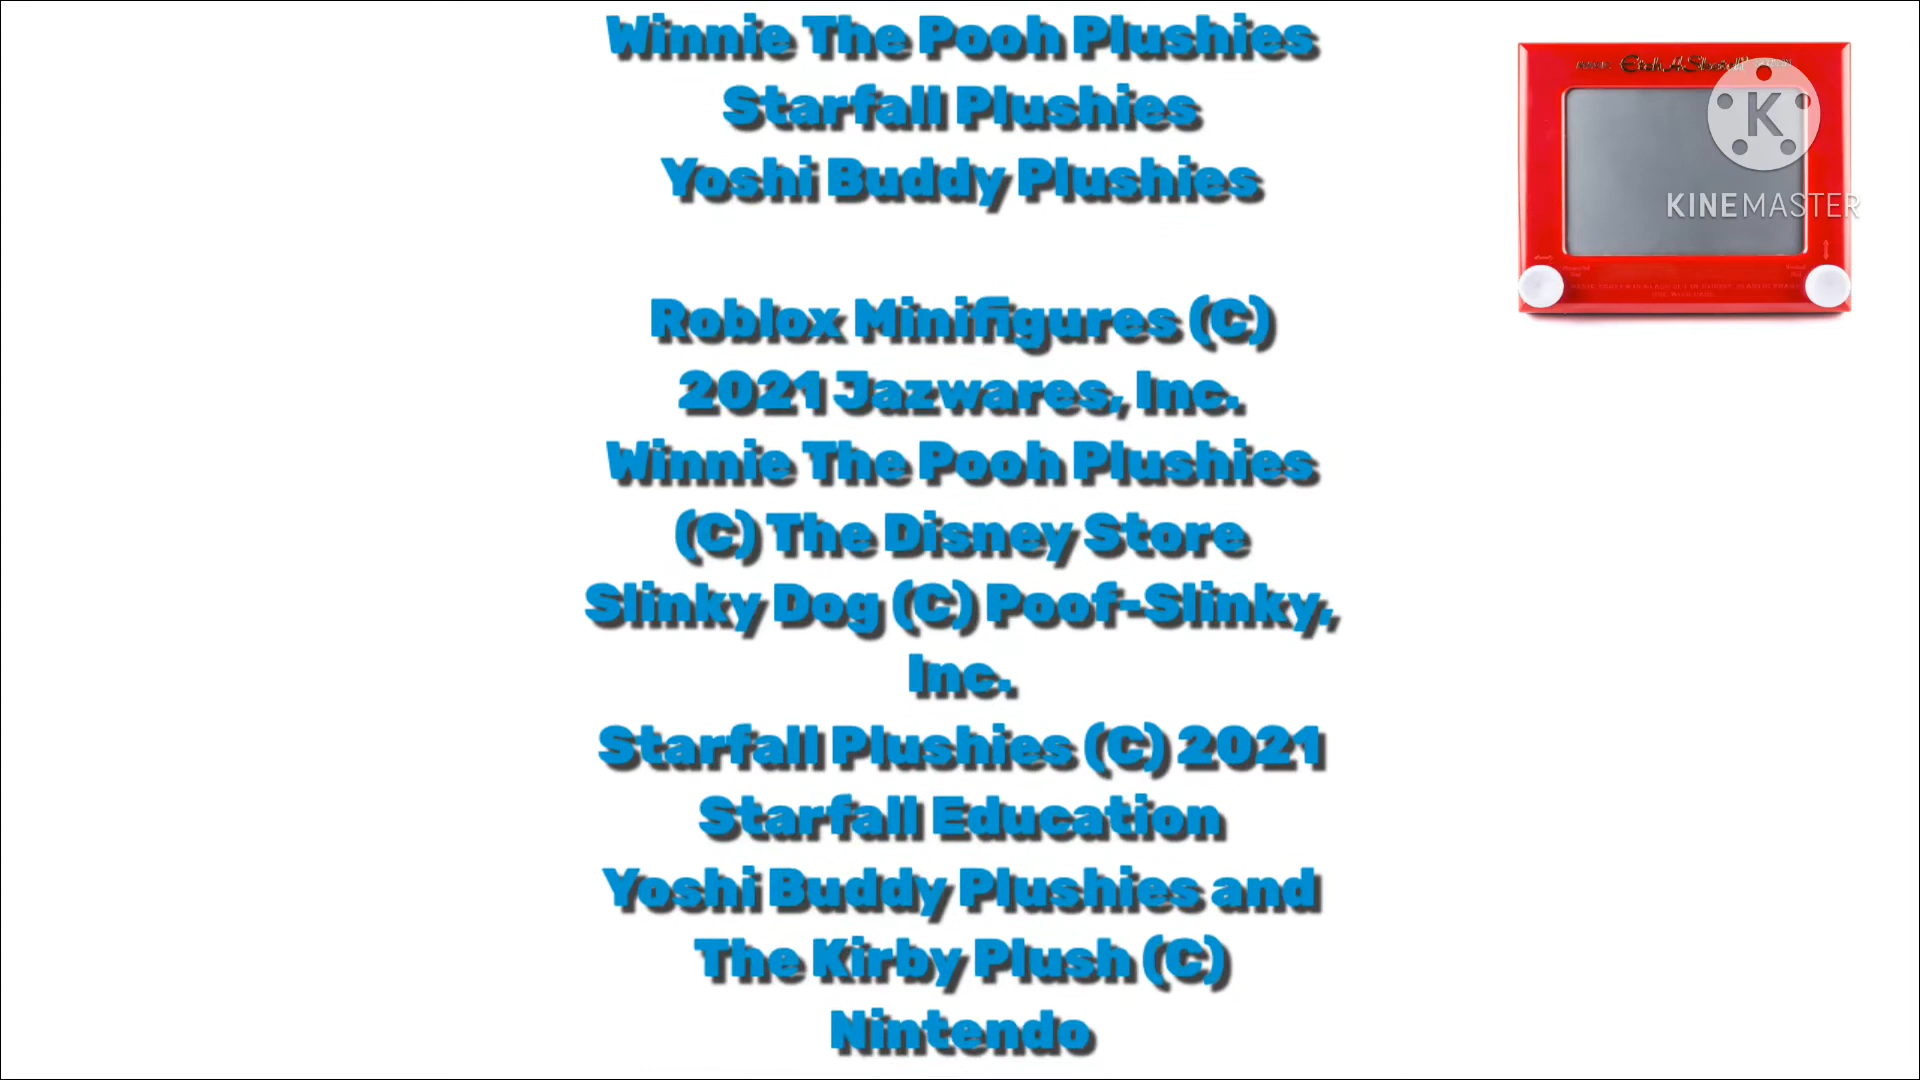 Winnie The Pooh Plushies
Starfall Plushies
Yoshi Buddy Plushies
Roblox Minifigures (C)
2021 Jazwares, Inc.
Winnie The Pooh Plushies
(C) The Disney Store
Slinky Dog (C) Poof-Slinky,
Inc.
Starfall Plushies (C) 2021
Starfall Education
Yoshi Buddy Plushies and
The Kirby Plush (C)
Nintendo
K
KINEMASTER